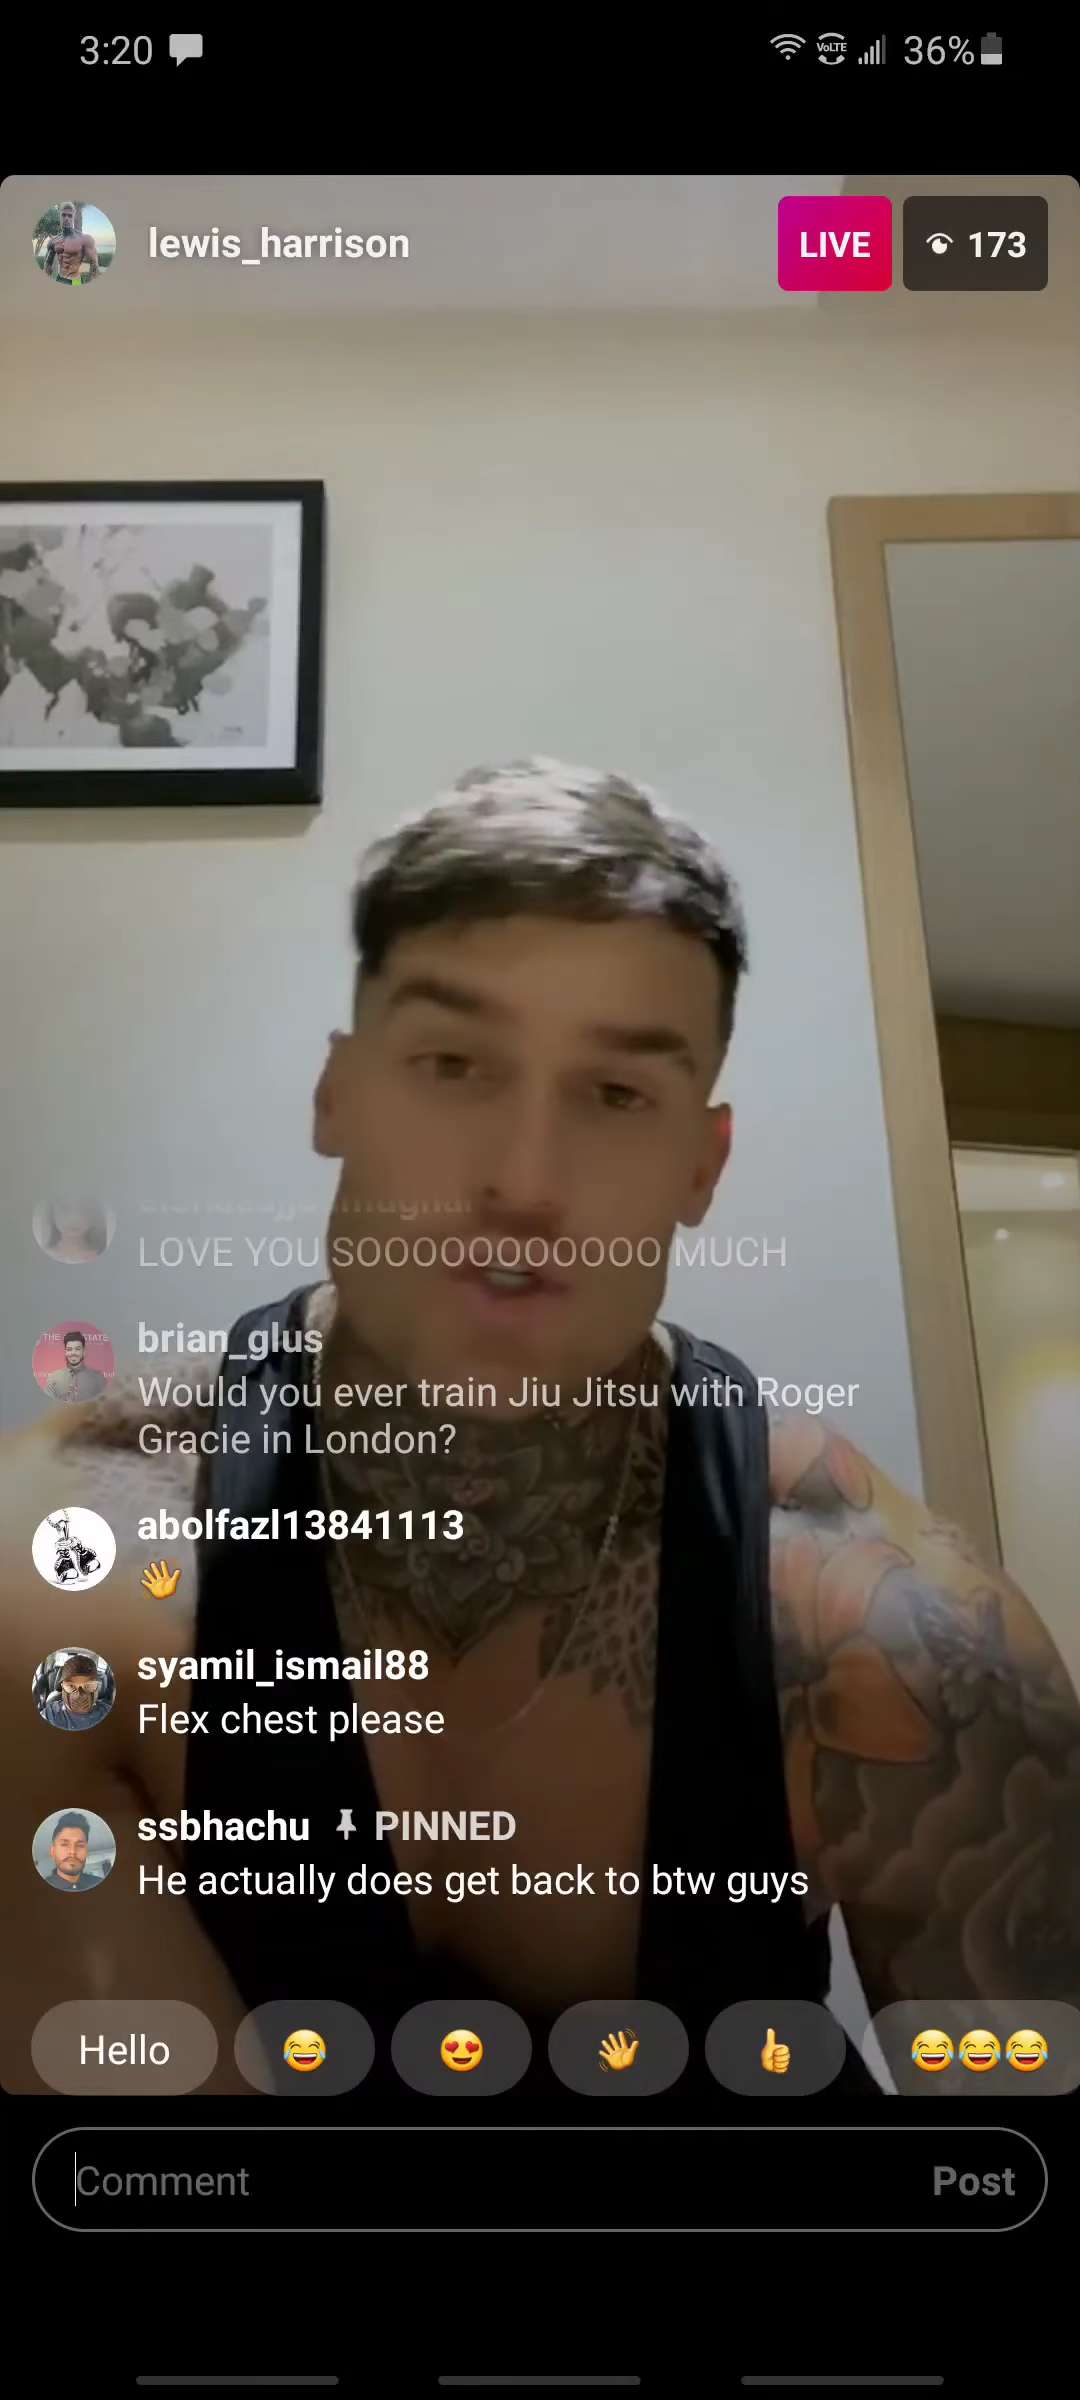 3:20
VoLTE
36%
lewis_harrison
LIVE
173
LOVE YOU SOOOOOOOOOOO MUCH
brian_glus
Would you ever train Jiu Jitsu with Roger
Gracie in London?
abolfazl13841113
👋
syamil_ismail88
Flex chest please
ssbhachu PINNED
He actually does get back to btw guys
Hello 😂 😍 👋 👍 😂😂😂
Comment
Post